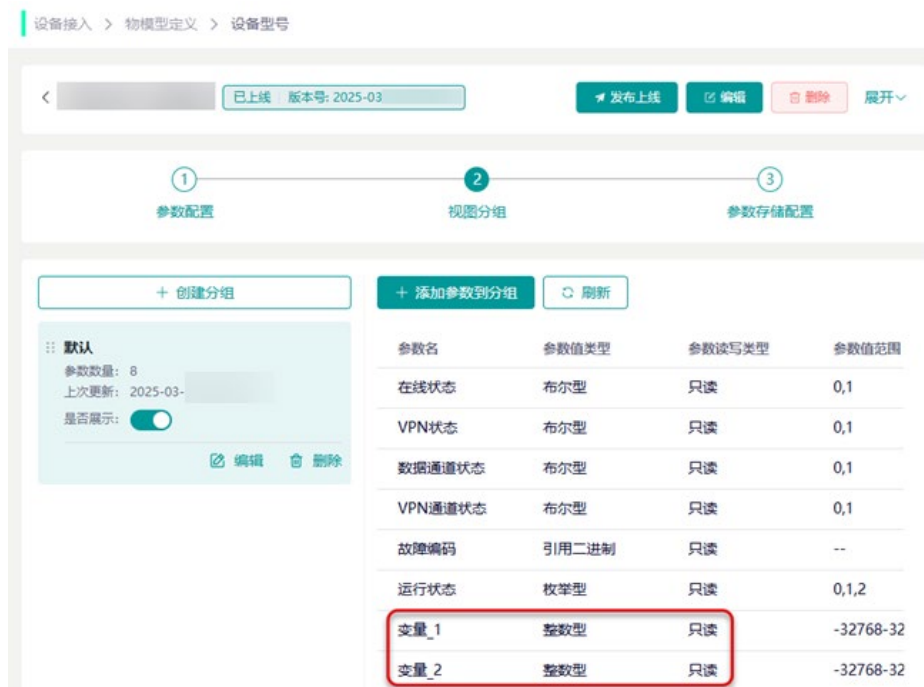 设备接入 > 物模型定义 > 设备型号
已上线 版本号: 2025-03
发布上线 编辑 删除 展开
1 2 3
参数配置 视图分组 参数存储配置
+ 创建分组 + 添加参数到分组 刷新
默认
参数数量: 8
上次更新: 2025-03-
是否展示:
编辑 删除
参数名 参数值类型 参数读写类型 参数值范围
在线状态 布尔型 只读 0,1
VPN状态 布尔型 只读 0,1
数据通道状态 布尔型 只读 0,1
VPN通道状态 布尔型 只读 0,1
故障编码 引用二进制 只读 --
运行状态 枚举型 只读 0,1,2
变量_1 整数型 只读 -32768-32
变量_2 整数型 只读 -32768-32